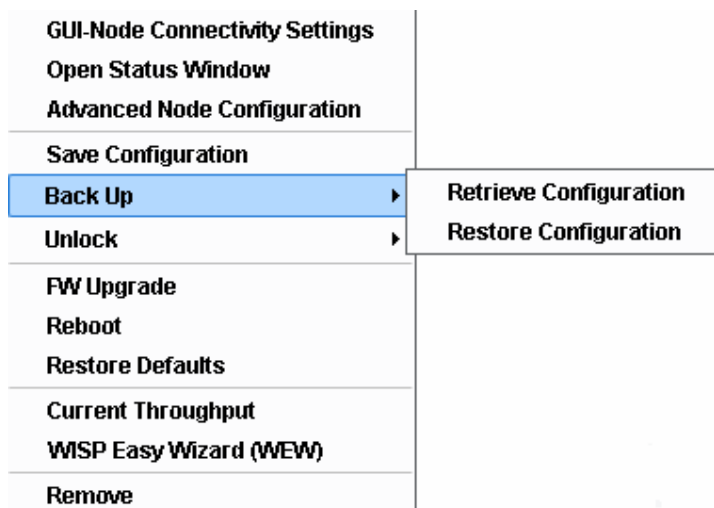 GUI-Node Connectivity Settings
Open Status Window
Advanced Node Configuration
Save Configuration
Back Up
Retrieve Configuration
Restore Configuration
Unlock
FW Upgrade
Reboot
Restore Defaults
Current Throughput
WISP Easy Wizard (WEW)
Remove